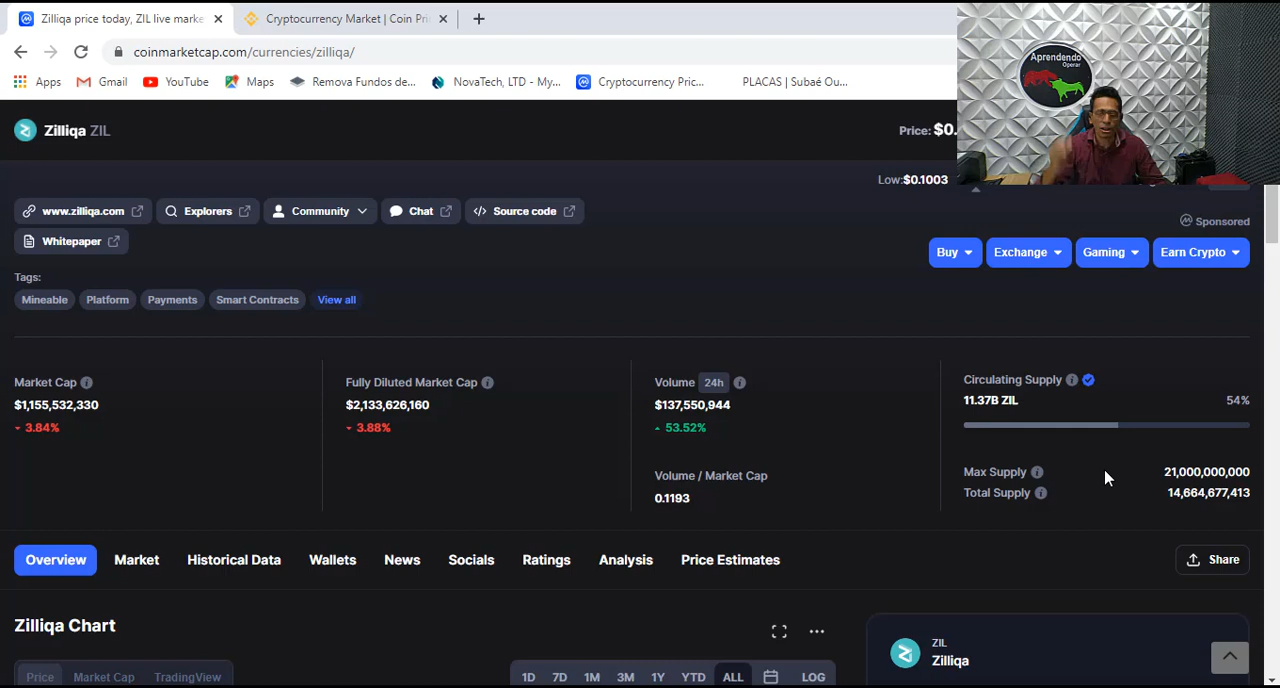 Zilliqa price today, ZIL live marke
Cryptocurrency Market | Coin Pri
coinmarketcap.com/currencies/zilliqa/
Apps
Gmail
YouTube
Maps
Renova Fundos de...
NovaTech, LTD - My...
Cryptocurrency Pric...
PLACAS | Subaé Ou...
Aprendendo
Operar
Zilliqa ZIL
Price: $0.
Low:$0.1003
www.zilliqa.com
Explorers
Community
Chat
Source code
Sponsored
Whitepaper
Buy
Exchange
Gaming
Earn Crypto
Tags:
Mineable
Platform
Payments
Smart Contracts
View all
Market Cap
$1,155,532,330
3.84%
Fully Diluted Market Cap
$2,133,626,160
3.88%
Volume 24h
$137,550,944
53.52%
Volume / Market Cap
0.1193
Circulating Supply
11.37B ZIL 54%
Max Supply 21,000,000,000
Total Supply 14,664,677,413
Overview
Market
Historical Data
Wallets
News
Socials
Ratings
Analysis
Price Estimates
Share
Zilliqa Chart
Price
Market Cap
TradingView
1D
7D
1M
3M
1Y
YTD
ALL
LOG
ZIL
Zilliqa